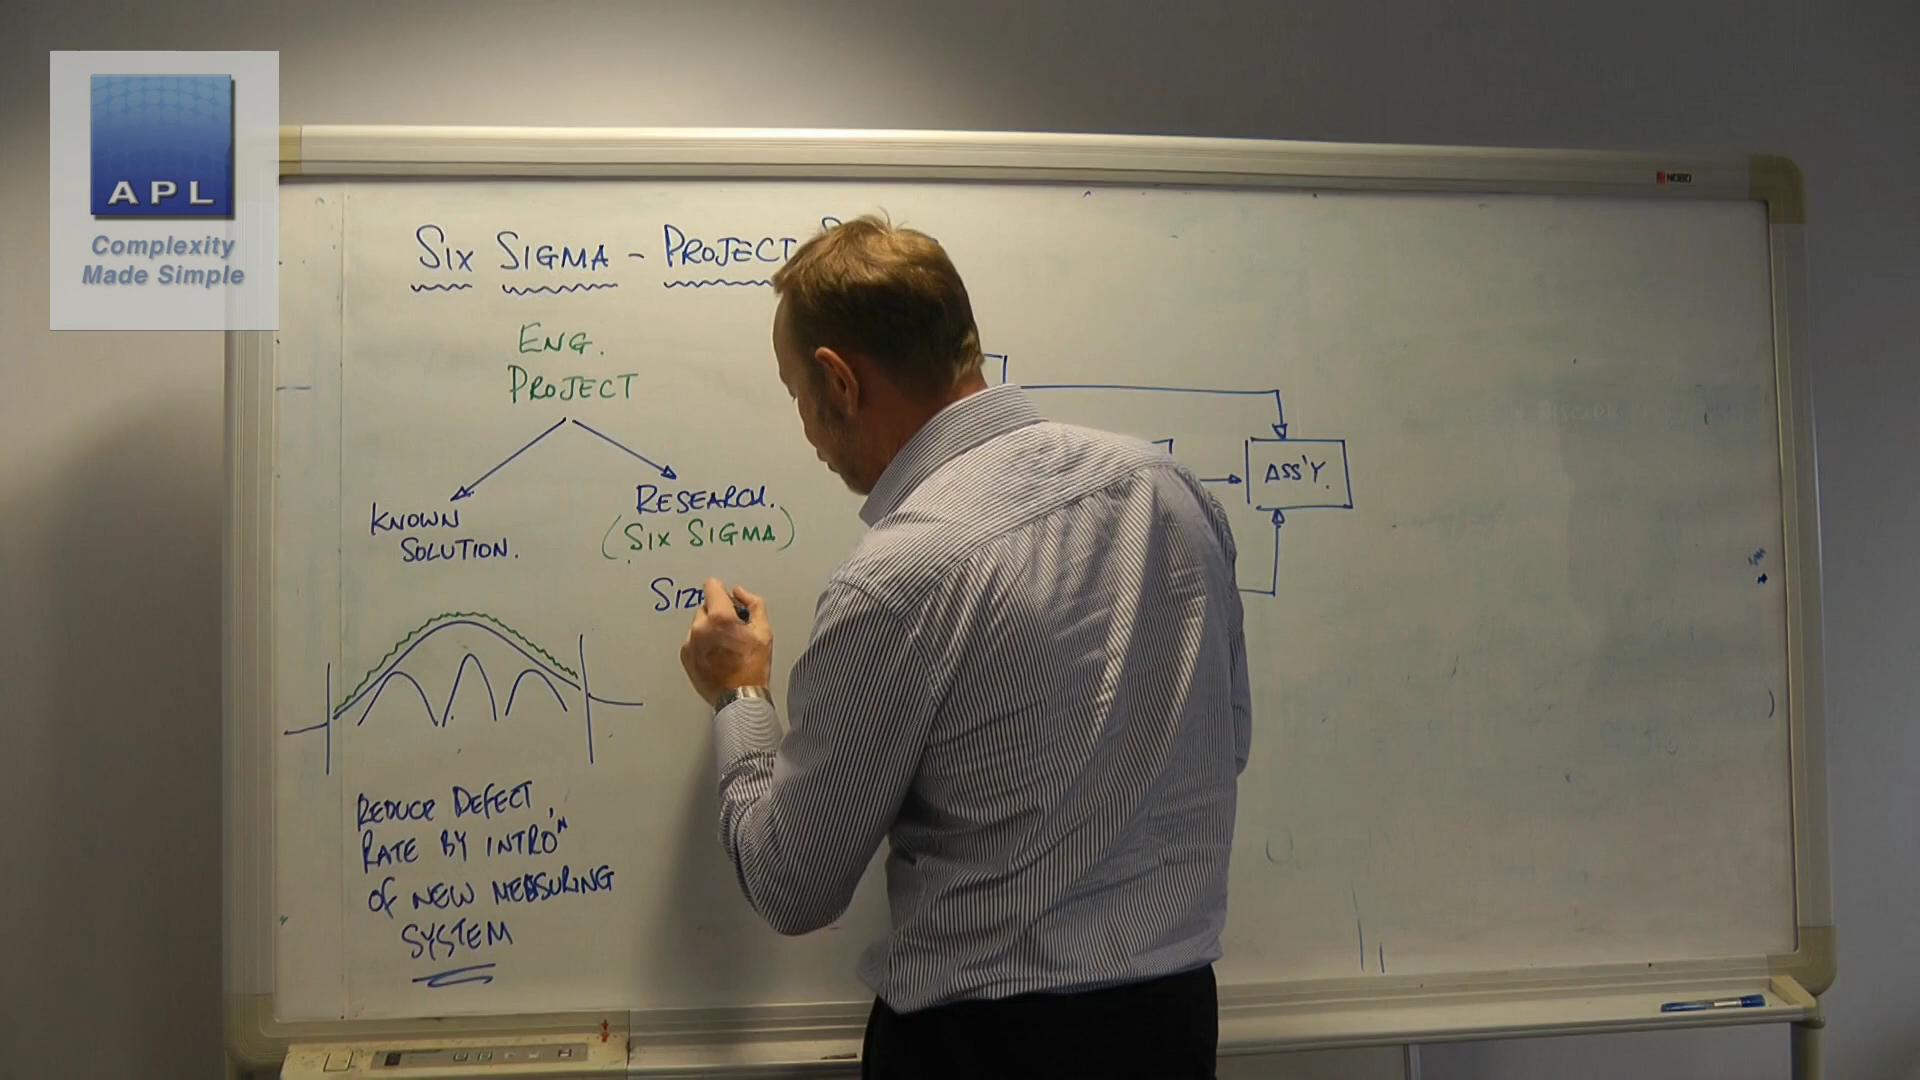 APL
Complexity
Made Simple
NOBO
SIX SIGMA - PROJECT
ENG.
PROJECT
KNOWN
SOLUTION.
RESEARCH.
(SIX SIGMA)
ASS'Y.
REDUCE DEFECT
RATE BY INTRO'N
OF NEW MEASURING
SYSTEM